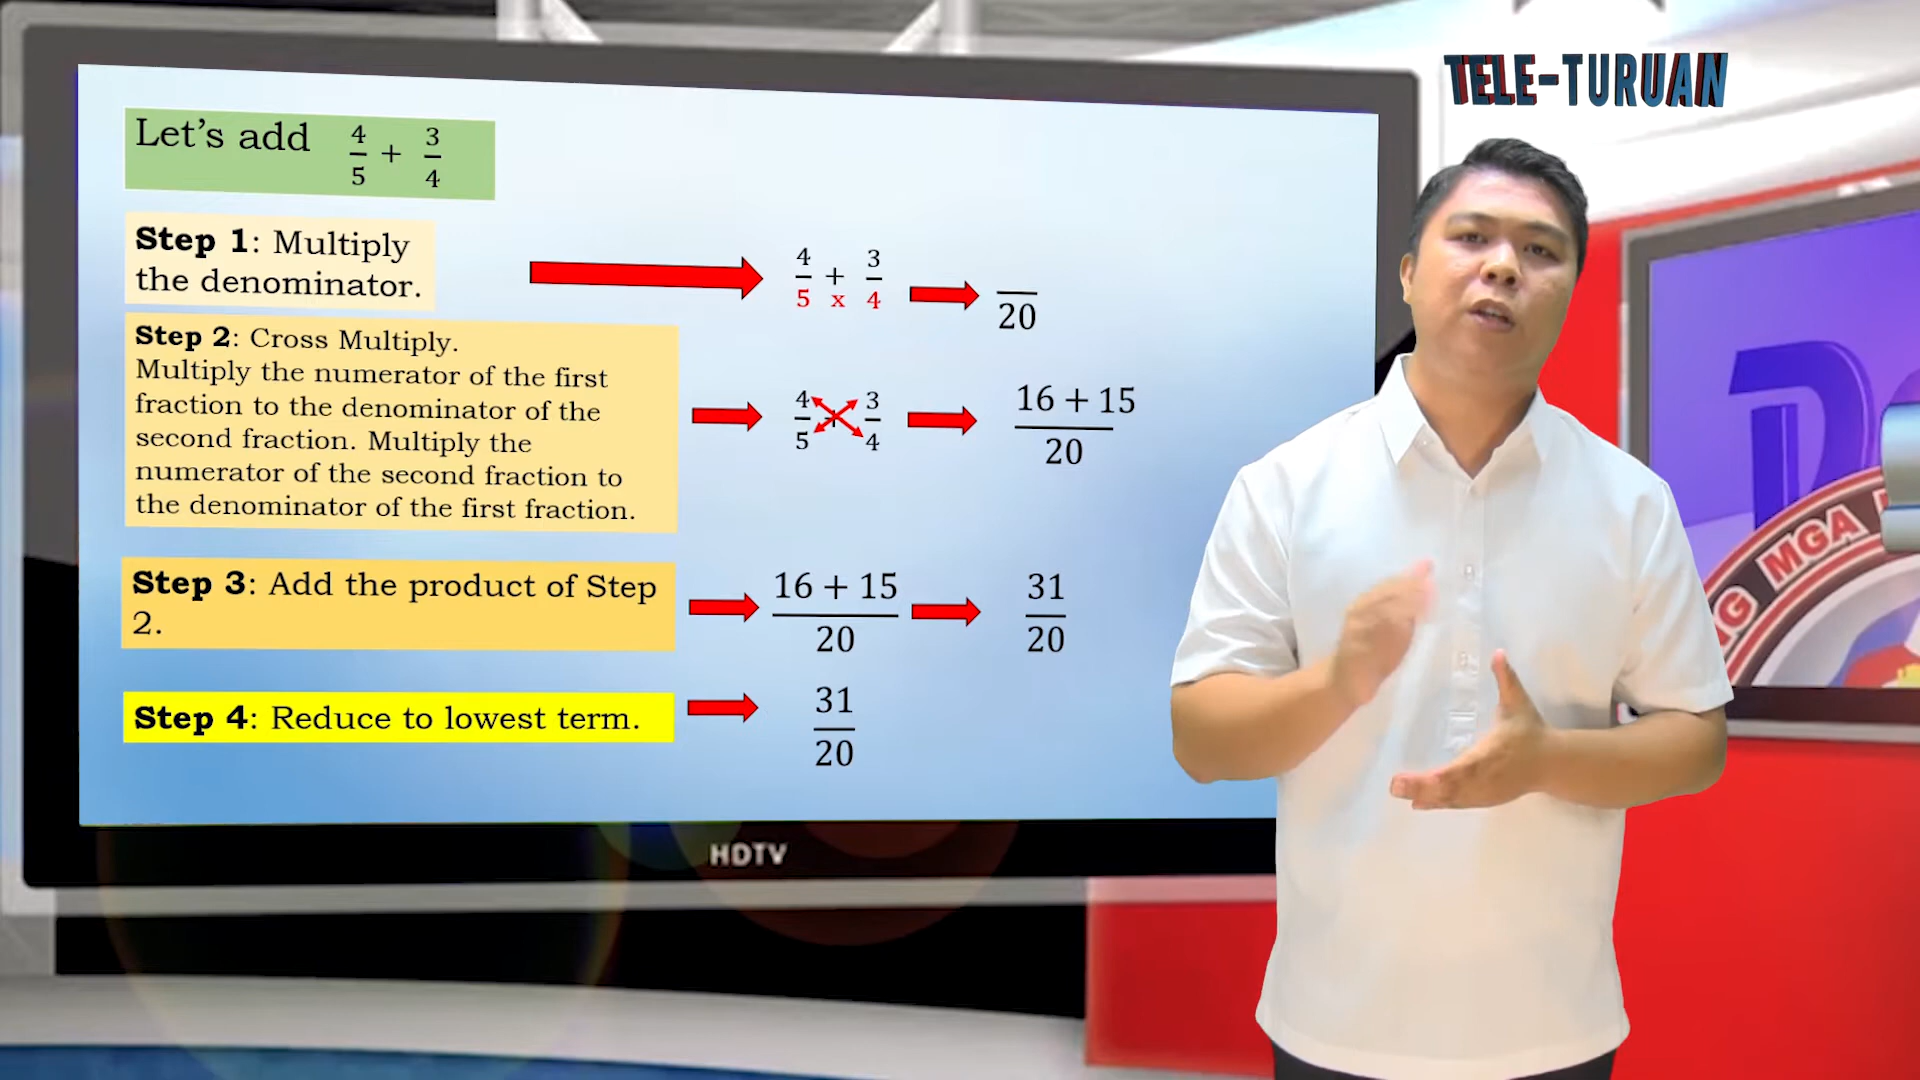 TELE-TURUAN
Let's add 4/5 + 3/4
Step 1: Multiply
the denominator.
4/5 + 3/4
x
/20
Step 2: Cross Multiply.
Multiply the numerator of the first
fraction to the denominator of the
second fraction. Multiply the
numerator of the second fraction to
the denominator of the first fraction.
4/5 + 3/4
16 + 15
20
Step 3: Add the product of Step
2.
16 + 15
20
31
20
Step 4: Reduce to lowest term.
31
20
HDTV
NG MGA